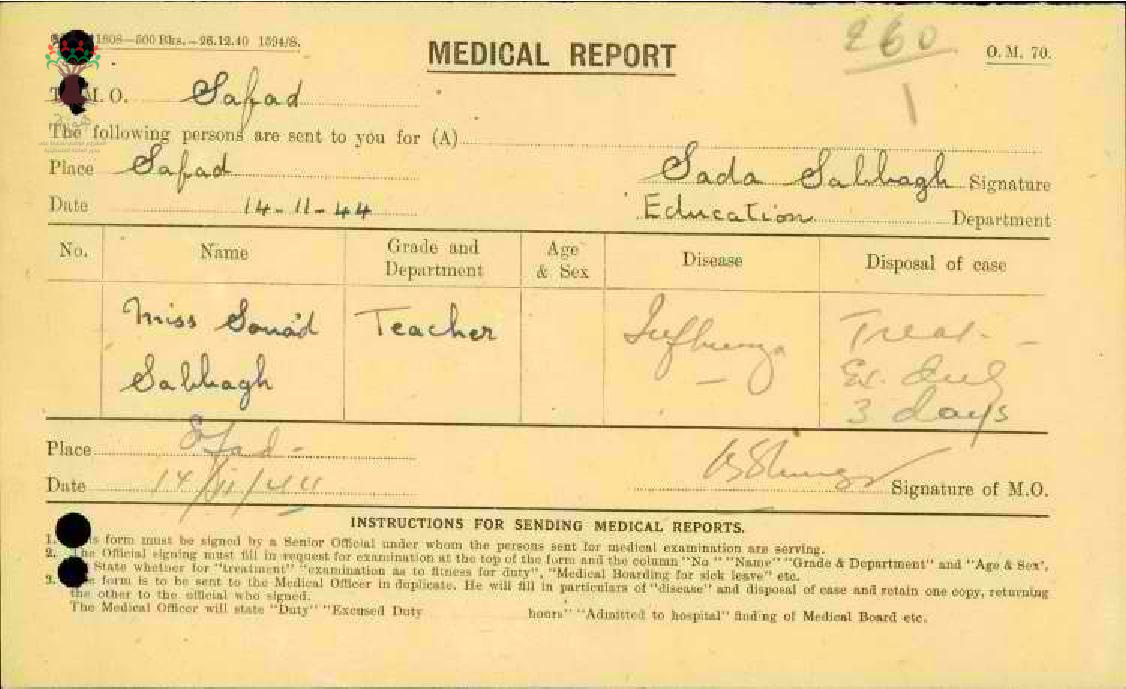 1808—500 Bks.—26.12.40 1594/S.
MEDICAL REPORT
260
O. M. 70.
1
M. O. Safad
The following persons are sent to you for (A)
Place Safad
Sada Sabbagh Signature
Date 14-11-44
Education Department
No. Name Grade and Department Age & Sex Disease Disposal of case
Miss Souad Teacher Influenza Treat. —
Sabbagh Ex. duty
3 days
Place Safad -
Date 14/11/44
Signature of M.O.
INSTRUCTIONS FOR SENDING MEDICAL REPORTS.
1. form must be signed by a Senior Official under whom the persons sent for medical examination are serving.
2. The Official signing must fill in request for examination at the top of the form and the column "No" "Name" "Grade & Department" and "Age & Sex",
State whether for "treatment" "examination as to fitness for duty", "Medical Boarding for sick leave" etc.
3. form is to be sent to the Medical Officer in duplicate. He will fill in particulars of "disease" and disposal of case and retain one copy, returning
the other to the official who signed.
The Medical Officer will state "Duty" "Excused Duty hours" "Admitted to hospital" finding of Medical Board etc.